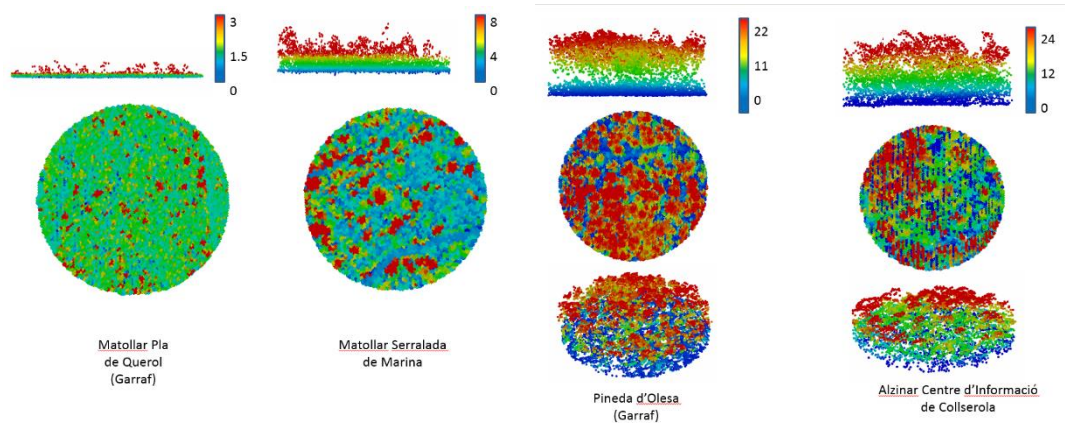 3
1.5
0
8
4
0
22
11
0
24
12
0
Matollar Pla
de Querol
(Garraf)
Matollar Serralada
de Marina
Pineda d'Olesa
(Garraf)
Alzinar Centre d'Informació
de Collserola